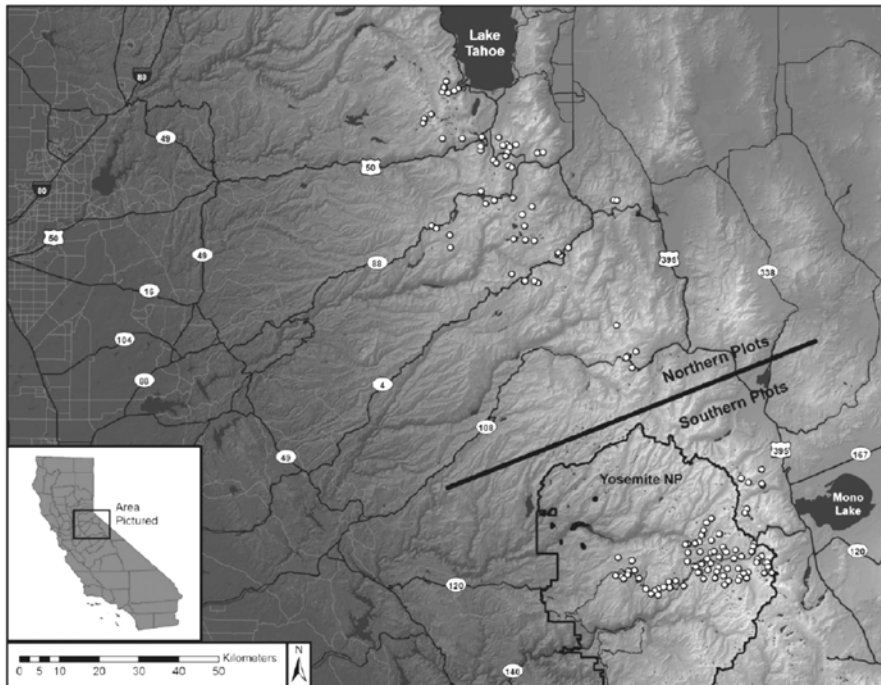 Lake
Tahoe
80
49
50
80
50
49
88
16
395
338
104
88
4
Northern Plots
108
Southern Plots
49
395
167
Yosemite NP
Mono
Lake
Area
Pictured
120
120
140
Kilometers
0 5 10 20 30 40 50
N